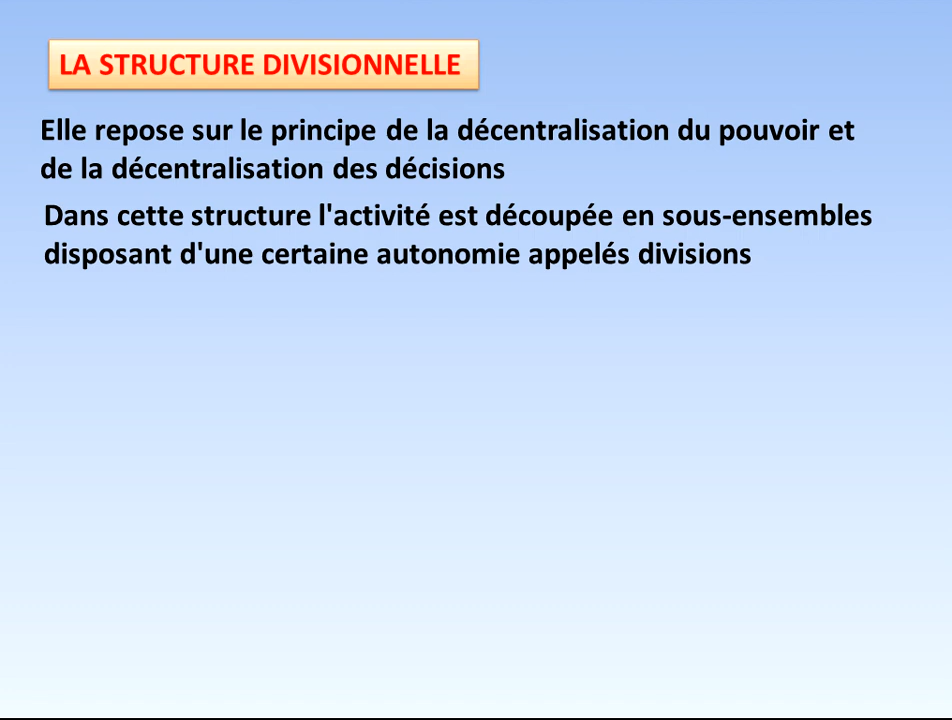 LA STRUCTURE DIVISIONNELLE
Elle repose sur le principe de la décentralisation du pouvoir et
de la décentralisation des décisions
Dans cette structure l'activité est découpée en sous-ensembles
disposant d'une certaine autonomie appelés divisions